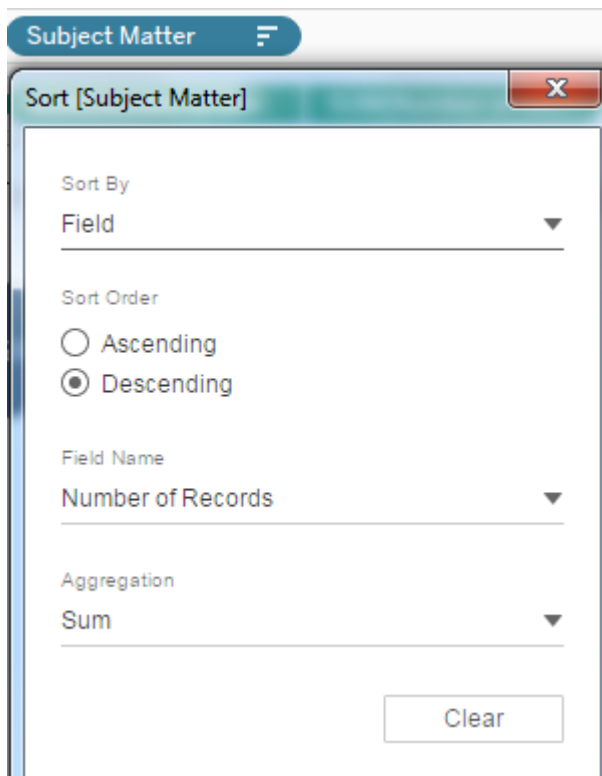 Subject Matter
Sort [Subject Matter]
Sort By
Field
Sort Order
Ascending
Descending
Field Name
Number of Records
Aggregation
Sum
Clear